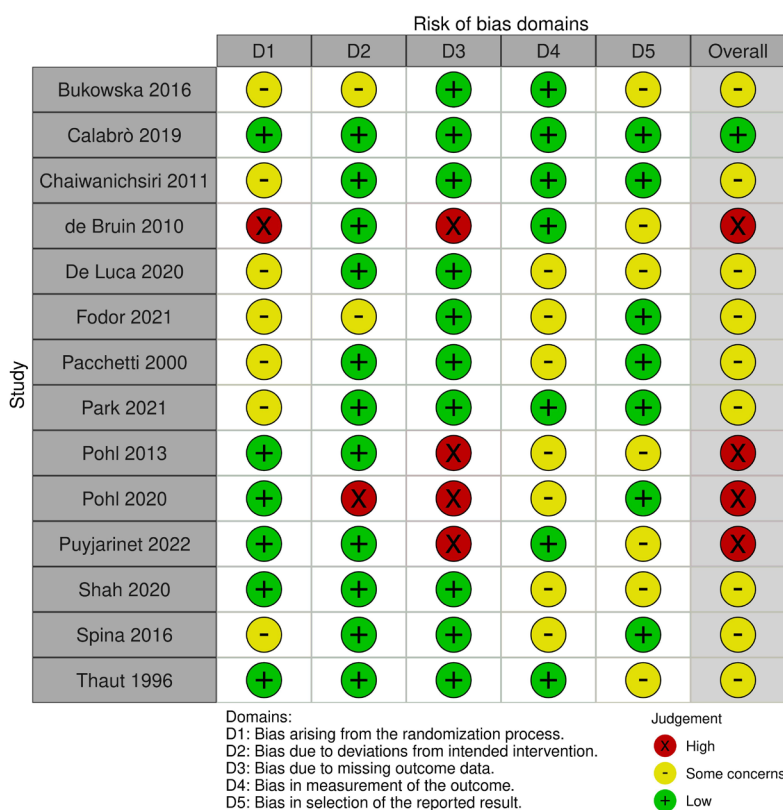 Risk of bias domains
D1 D2 D3 D4 D5 Overall
Study
Bukowska 2016 - - + + - -
Calabrò 2019 + + + + + +
Chaiwanichsiri 2011 - + + + + -
de Bruin 2010 X + X + - X
De Luca 2020 - + + - - -
Fodor 2021 - - + - + -
Pacchetti 2000 - + + - + -
Park 2021 - + + + + -
Pohl 2013 + + X - - X
Pohl 2020 + X X - + X
Puyjarinet 2022 + + X + - X
Shah 2020 + + + - - -
Spina 2016 - + + - + -
Thaut 1996 + + + + - -
Domains:
D1: Bias arising from the randomization process.
D2: Bias due to deviations from intended intervention.
D3: Bias due to missing outcome data.
D4: Bias in measurement of the outcome.
D5: Bias in selection of the reported result.
Judgement
X High
- Some concerns
+ Low